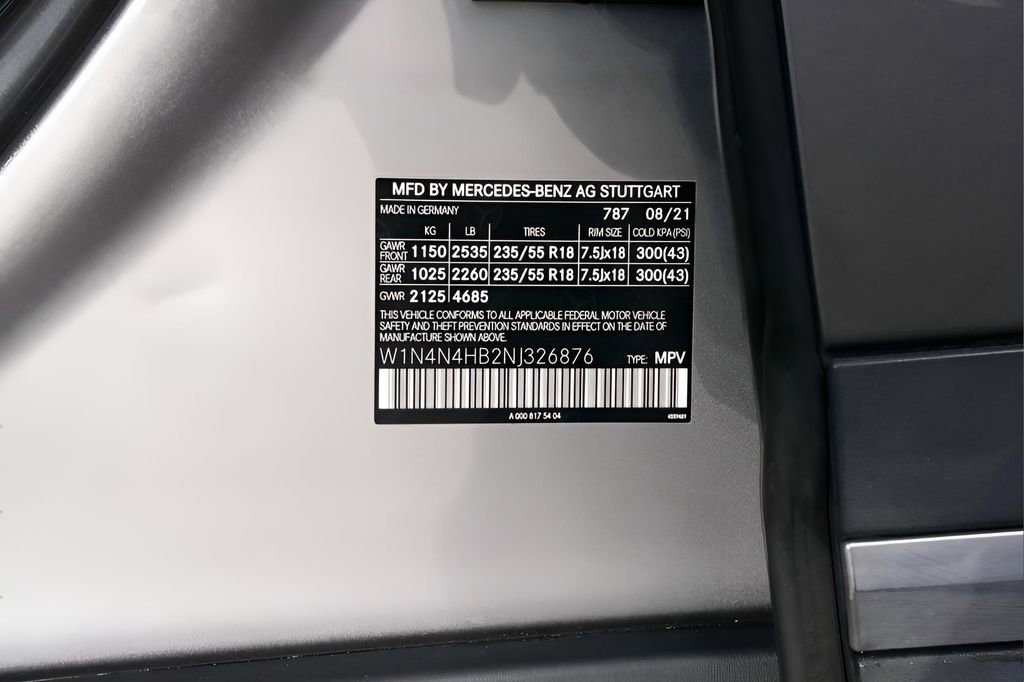 MFD BY MERCEDES-BENZ AG STUTTGART
MADE IN GERMANY 787 08/21
KG LB TIRES RIM SIZE COLD KPA (PSI)
GAWR FRONT 1150 2535 235/55 R18 7.5Jx18 300(43)
GAWR REAR 1025 2260 235/55 R18 7.5Jx18 300(43)
GVWR 2125 4685
THIS VEHICLE CONFORMS TO ALL APPLICABLE FEDERAL MOTOR VEHICLE
SAFETY AND THEFT PREVENTION STANDARDS IN EFFECT ON THE DATE OF
MANUFACTURE SHOWN ABOVE.
W1N4N4HB2NJ326876 TYPE: MPV
A 000 817 54 04